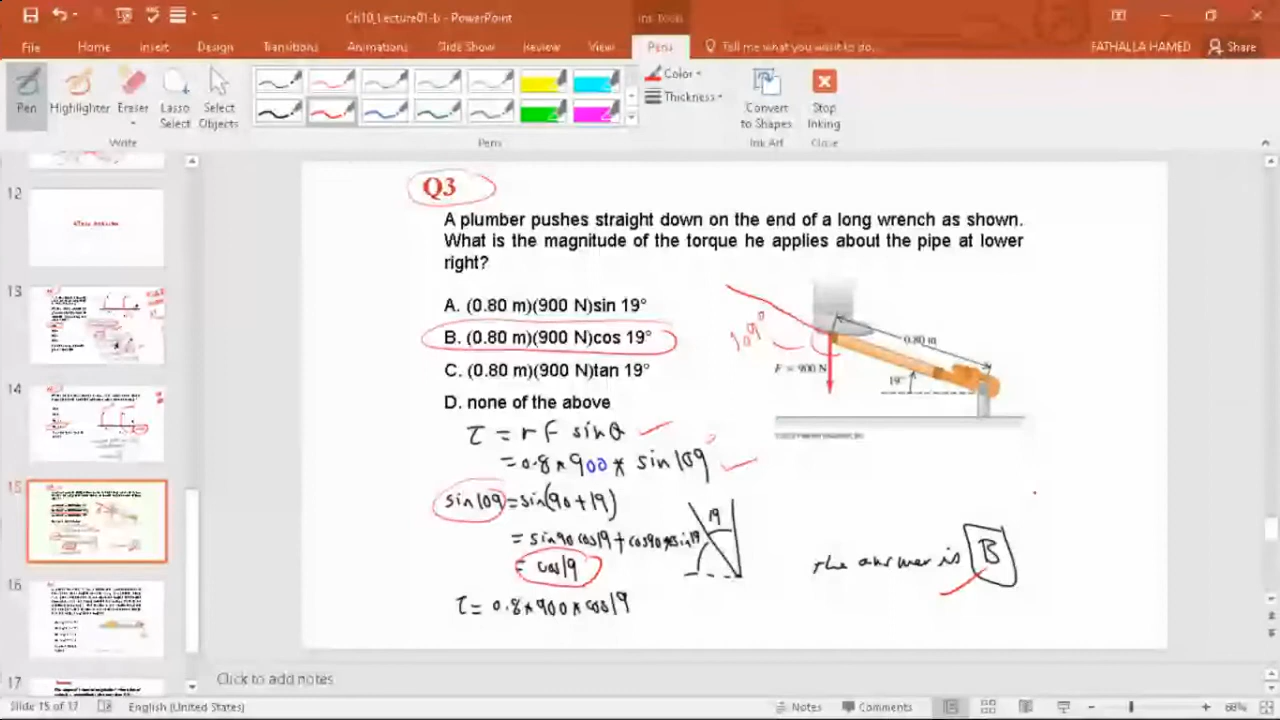 Ch10_Lecture01-b - PowerPoint
Ink Tools
File Home Insert Design Transitions Animations Slide Show Review View Pens Tell me what you want to do... FATHALLA HAMED Share
Pen Highlighter Eraser Lasso Select Select Objects
Color Thickness
Convert to Shapes
Stop Inking
Write Pens Ink Art Close
12
13
14
15
16
17
Q3
A plumber pushes straight down on the end of a long wrench as shown.
What is the magnitude of the torque he applies about the pipe at lower
right?
A. (0.80 m)(900 N)sin 19°
B. (0.80 m)(900 N)cos 19°
C. (0.80 m)(900 N)tan 19°
D. none of the above
109°
0.80 m
F = 900 N
19°
τ = r F sinθ
= 0.8 * 900 * sin 109°
sin 109 = sin(90 + 19)
= sin90 cos19 + cos90 * sin19
= cos19
19
τ = 0.8 * 900 * cos19
the answer is B
Click to add notes
Slide 15 of 17 English (United States) Notes Comments 68%